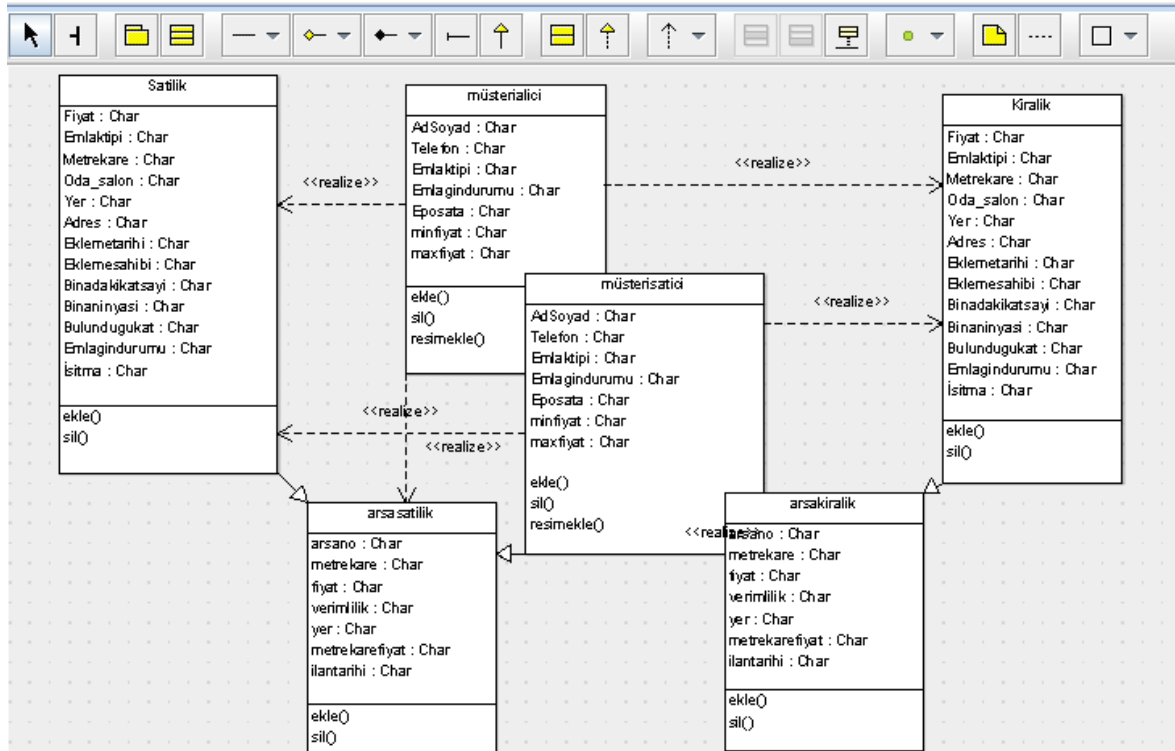 Satilik
Fiyat : Char
Emlaktipi : Char
Metrekare : Char
Oda_salon : Char
Yer : Char
Adres : Char
Eklemetarihi : Char
Eklemesahibi : Char
Binadakikatsayi : Char
Binaninyasi : Char
Bulundugukat : Char
Emlagindurumu : Char
İsitma : Char
ekle()
sil()
<<realize>>
müsterialici
AdSoyad : Char
Telefon : Char
Emlaktipi : Char
Emlagindurumu : Char
Eposata : Char
minfiyat : Char
maxfiyat : Char
ekle()
sil()
resimekle()
<<realize>>
Kiralik
Fiyat : Char
Emlaktipi : Char
Metrekare : Char
Oda_salon : Char
Yer : Char
Adres : Char
Eklemetarihi : Char
Eklemesahibi : Char
Binadakikatsayi : Char
Binaninyasi : Char
Bulundugukat : Char
Emlagindurumu : Char
İsitma : Char
ekle()
sil()
müsterisatici
AdSoyad : Char
Telefon : Char
Emlaktipi : Char
Emlagindurumu : Char
Eposata : Char
minfiyat : Char
maxfiyat : Char
ekle()
sil()
resimekle()
<<realize>>
<<realize>>
<<realize>>
arsasatilik
arsano : Char
metrekare : Char
fiyat : Char
verimlilik : Char
yer : Char
metrekarefiyat : Char
ilantarihi : Char
ekle()
sil()
<<realize>>
arsakiralik
arsano : Char
metrekare : Char
fiyat : Char
verimlilik : Char
yer : Char
metrekarefiyat : Char
ilantarihi : Char
ekle()
sil()